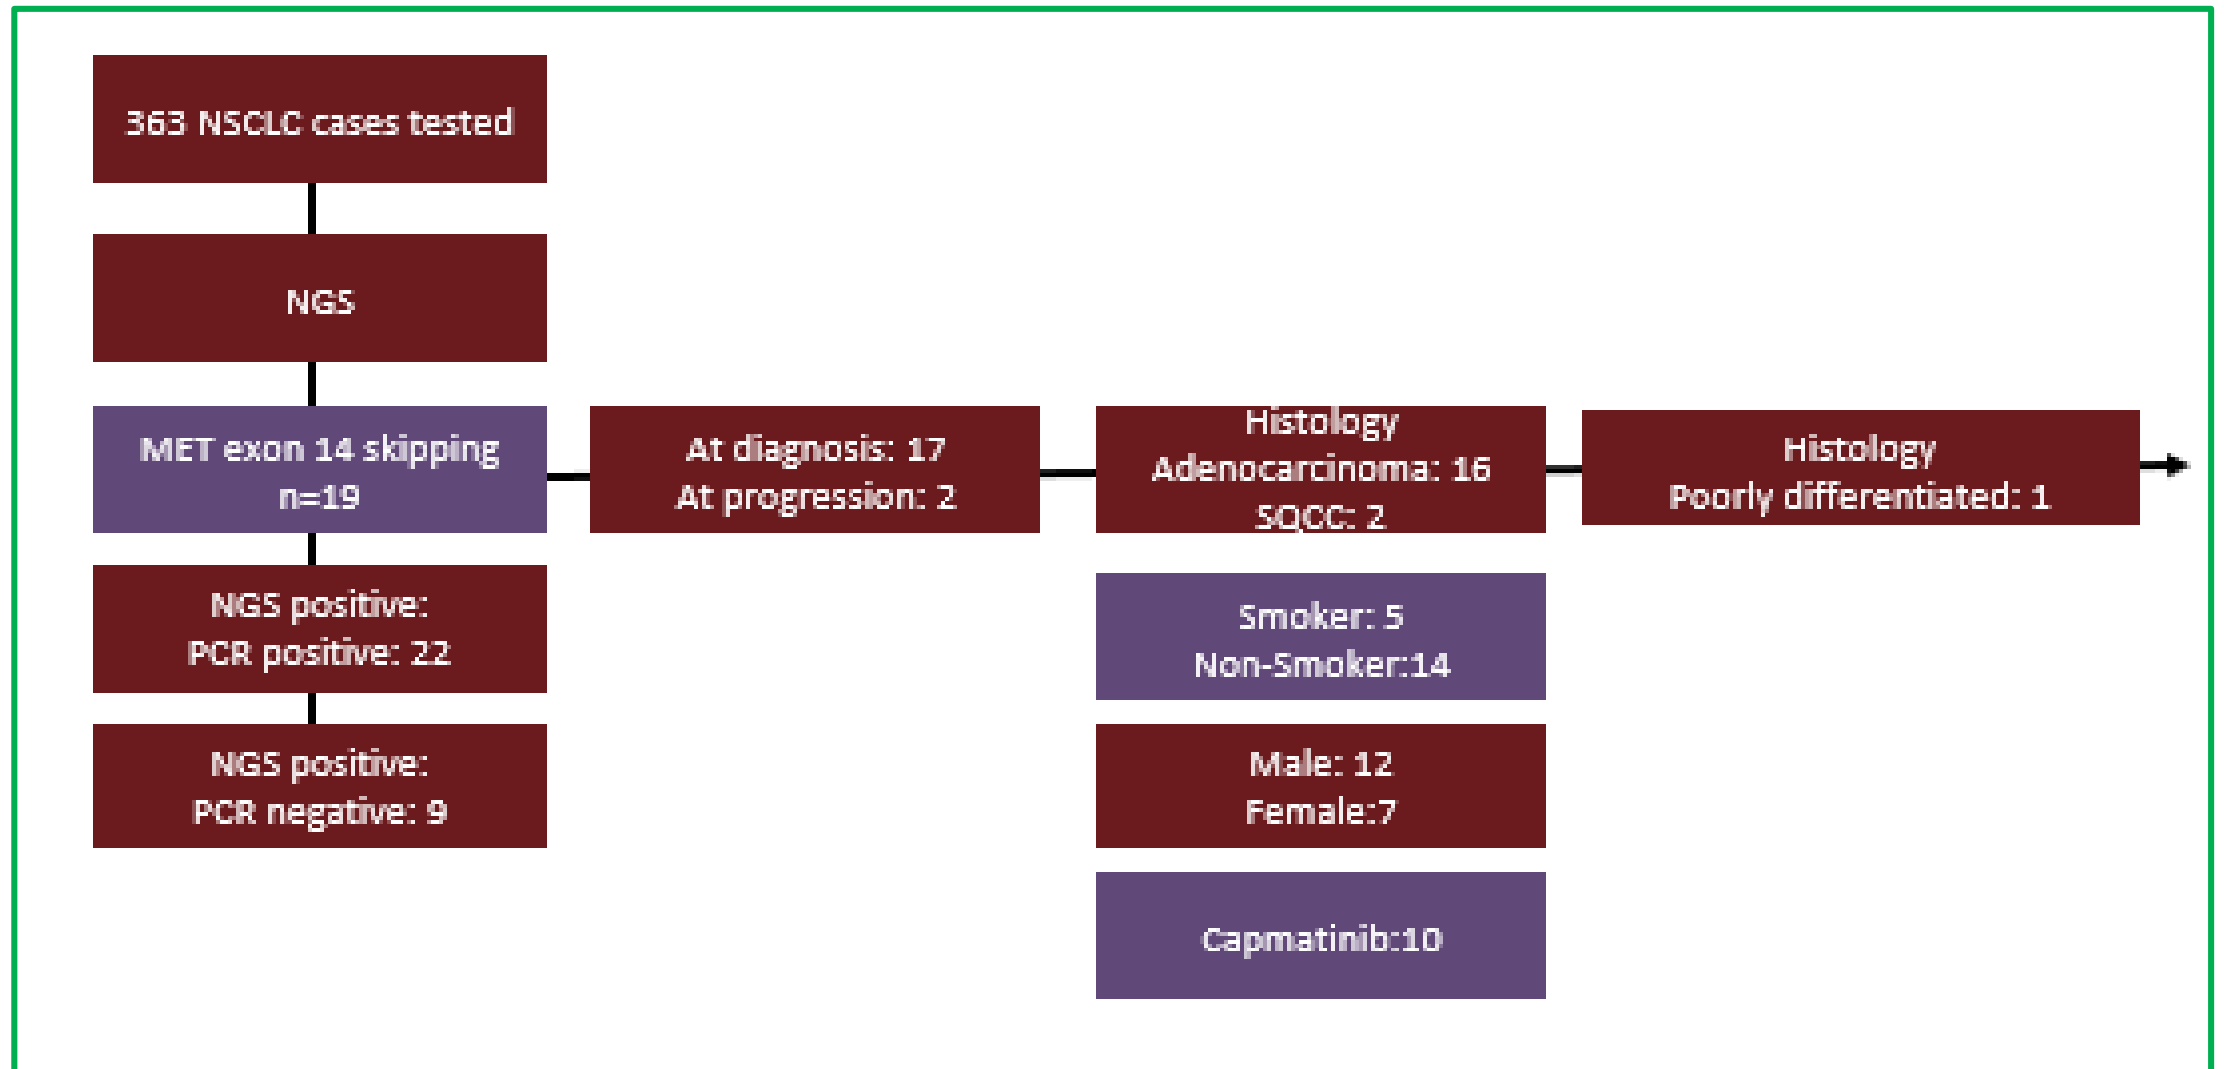 363 NSCLC cases tested
NGS
MET exon 14 skipping
n=19
At diagnosis: 17
At progression: 2
Histology
Adenocarcinoma: 16
SQCC: 2
Histology
Poorly differentiated: 1
NGS positive:
PCR positive: 22
NGS positive:
PCR negative: 9
Smoker: 5
Non-Smoker:14
Male: 12
Female:7
Capmatinib:10